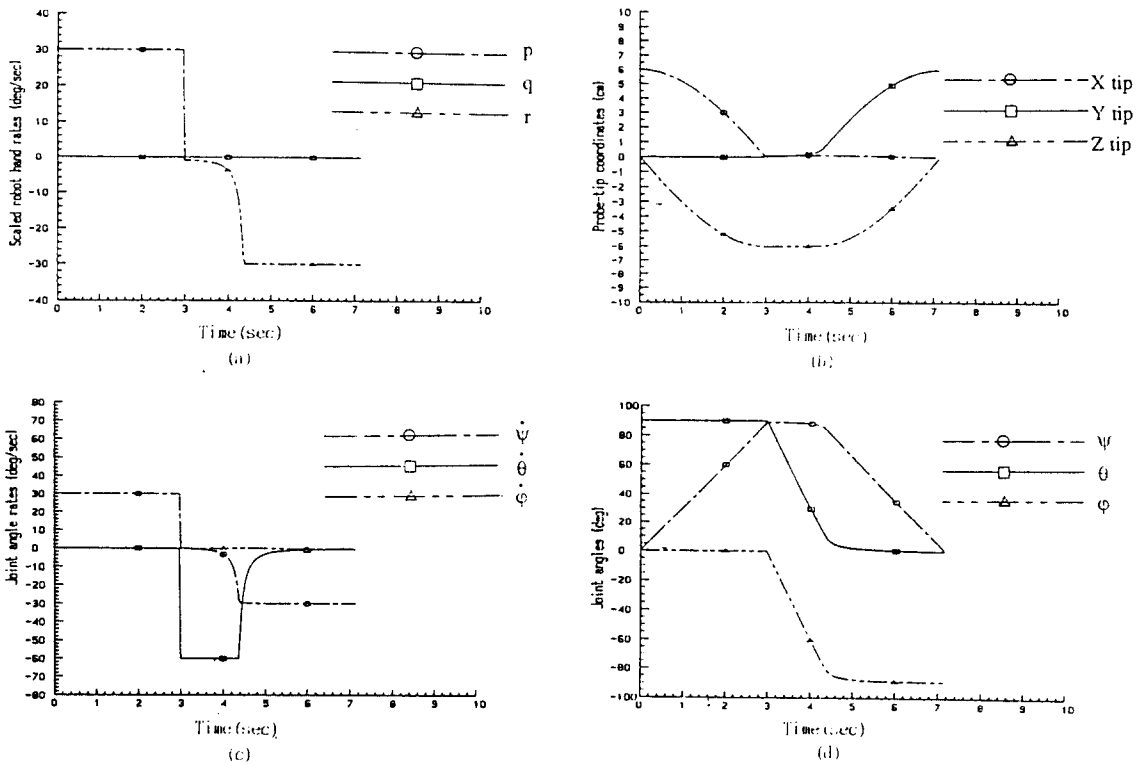 40
30
20
10
0
-10
-20
-30
-40
Scaled robot hand rates (deg/sec)
0 1 2 3 4 5 6 7 8 9 10
Time(sec)
(a)
p
q
r
10
9
8
7
6
5
4
3
2
1
0
-1
-2
-3
-4
-5
-6
-7
-8
-9
-10
Probe-tip coordinates (cm)
0 1 2 3 4 5 6 7 8 9 10
Time(sec)
(b)
X tip
Y tip
Z tip
80
70
60
50
40
30
20
10
0
-10
-20
-30
-40
-50
-60
-70
-80
Joint angle rates (deg/sec)
0 1 2 3 4 5 6 7 8 9 10
Time(sec)
(c)
ψ̇
θ̇
φ̇
100
80
60
40
20
0
-20
-40
-60
-80
-100
Joint angles (deg)
0 1 2 3 4 5 6 7 8 9 10
Time(sec)
(d)
ψ
θ
φ